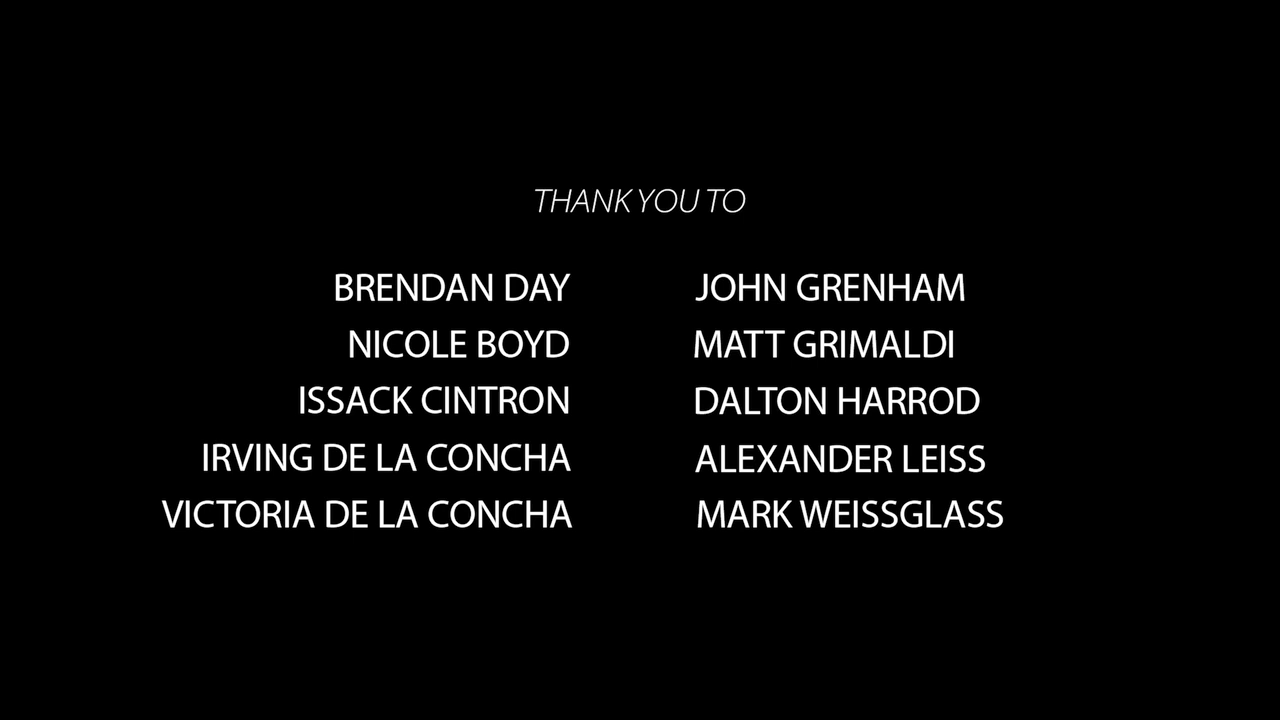 THANK YOU TO
BRENDAN DAY
NICOLE BOYD
ISSACK CINTRON
IRVING DE LA CONCHA
VICTORIA DE LA CONCHA
JOHN GRENHAM
MATT GRIMALDI
DALTON HARROD
ALEXANDER LEISS
MARK WEISSGLASS